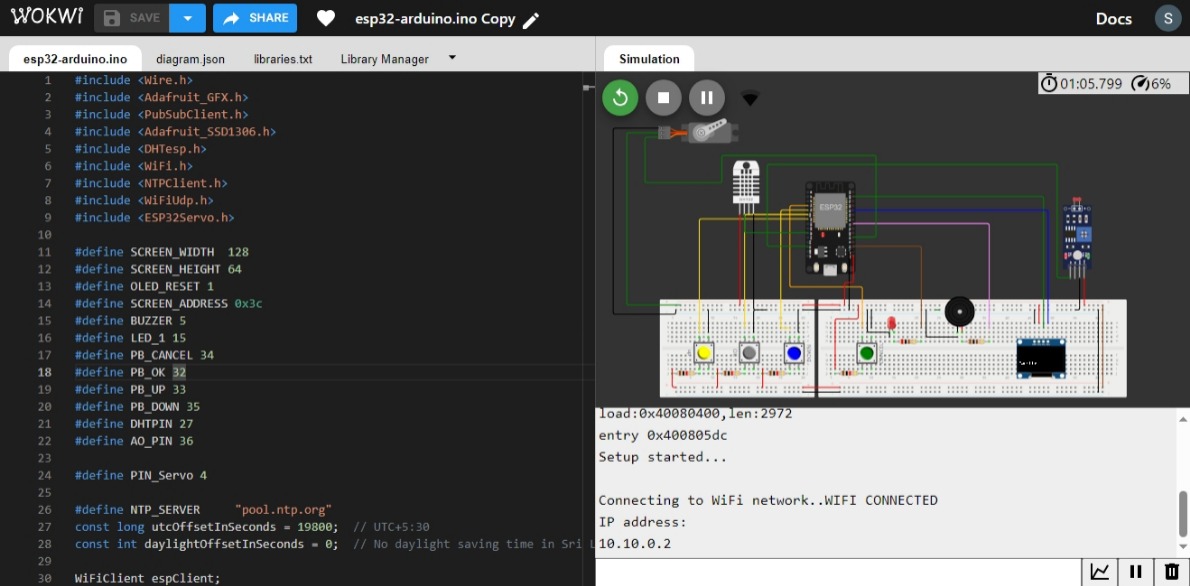 WOKWi SAVE SHARE esp32-arduino.ino Copy Docs S
esp32-arduino.ino diagram.json libraries.txt Library Manager
1 #include <Wire.h>
2 #include <Adafruit_GFX.h>
3 #include <PubSubClient.h>
4 #include <Adafruit_SSD1306.h>
5 #include <DHTesp.h>
6 #include <WiFi.h>
7 #include <NTPClient.h>
8 #include <WiFiUdp.h>
9 #include <ESP32Servo.h>
10
11 #define SCREEN_WIDTH  128
12 #define SCREEN_HEIGHT 64
13 #define OLED_RESET 1
14 #define SCREEN_ADDRESS 0x3c
15 #define BUZZER 5
16 #define LED_1 15
17 #define PB_CANCEL 34
18 #define PB_OK 32
19 #define PB_UP 33
20 #define PB_DOWN 35
21 #define DHTPIN 27
22 #define AO_PIN 36
23
24 #define PIN_Servo 4
25
26 #define NTP_SERVER     "pool.ntp.org"
27 const long utcOffsetInSeconds = 19800;  // UTC+5:30
28 const int daylightOffsetInSeconds = 0;  // No daylight saving time in Sri L
29
30 WiFiClient espClient;
Simulation
01:05.799 6%
ESP32
load:0x40080400,len:2972
entry 0x400805dc
Setup started...
Connecting to WiFi network..WIFI CONNECTED
IP address:
10.10.0.2